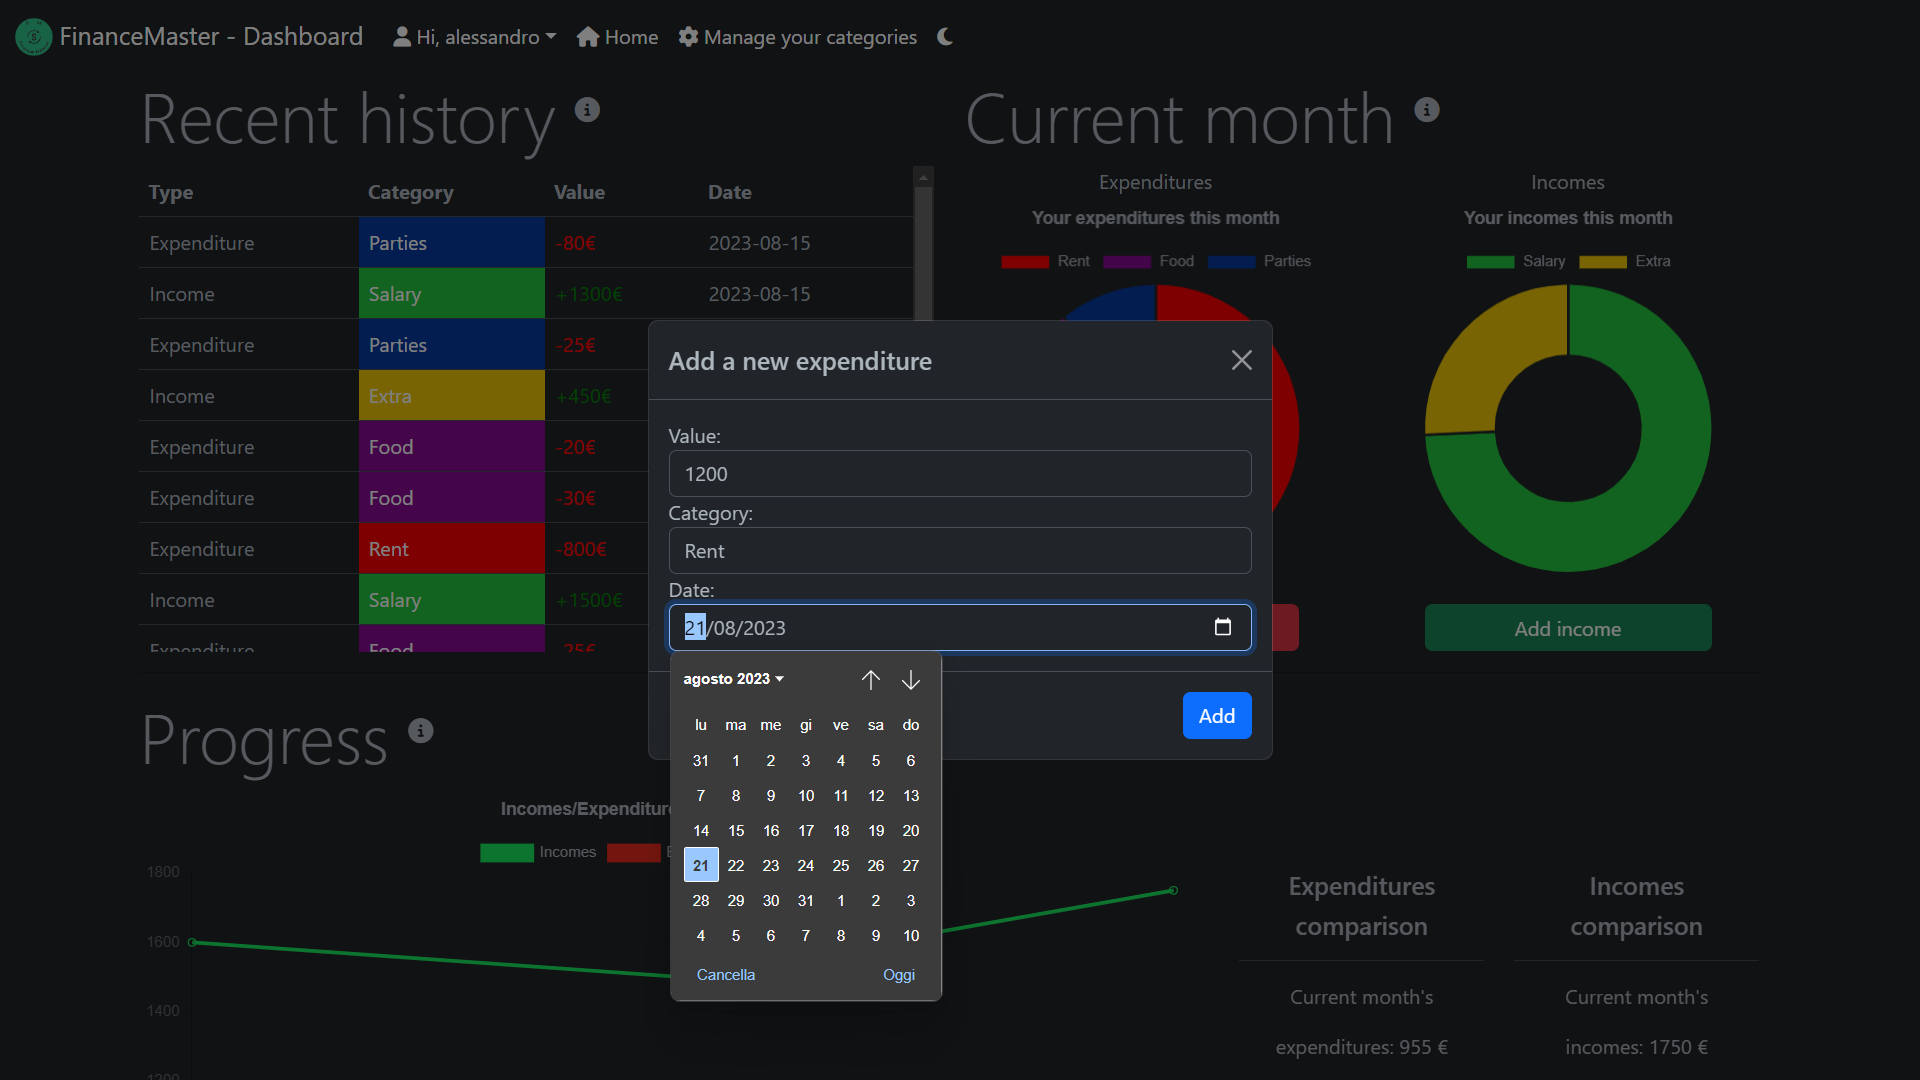 FinanceMaster - Dashboard Hi, alessandro Home Manage your categories
Recent history
Type Category Value Date
Expenditure Parties -80€ 2023-08-15
Income Salary +1300€ 2023-08-15
Expenditure Parties -25€
Income Extra +450€
Expenditure Food -20€
Expenditure Food -30€
Expenditure Rent -800€
Income Salary +1500€
Expenditure Food -25€
Current month
Expenditures
Your expenditures this month
Rent Food Parties
Incomes
Your incomes this month
Salary Extra
Add income
Add a new expenditure
Value:
1200
Category:
Rent
Date:
21/08/2023
Add
agosto 2023
lu ma me gi ve sa do
31 1 2 3 4 5 6
7 8 9 10 11 12 13
14 15 16 17 18 19 20
21 22 23 24 25 26 27
28 29 30 31 1 2 3
4 5 6 7 8 9 10
Cancella Oggi
Progress
Incomes/Expenditur
Incomes E
1800
1600
1400
1200
Expenditures
comparison
Current month's
expenditures: 955 €
Incomes
comparison
Current month's
incomes: 1750 €